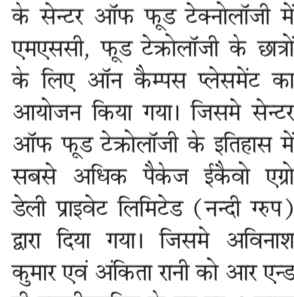 के सेन्टर ऑफ फूड टेक्नोलॉजी में
एमएससी, फूड टेक्रोलॉजी के छात्रों
के लिए ऑन कैम्पस प्लेसमेंट का
आयोजन किया गया। जिसमे सेन्टर
ऑफ फूड टेक्रोलॉजी के इतिहास में
सबसे अधिक पैकेज ईकैवो एग्रो
डेली प्राइवेट लिमिटेड (नन्दी ग्रुप)
द्वारा दिया गया। जिसमे अविनाश
कुमार एवं अंकिता रानी को आर एन्ड